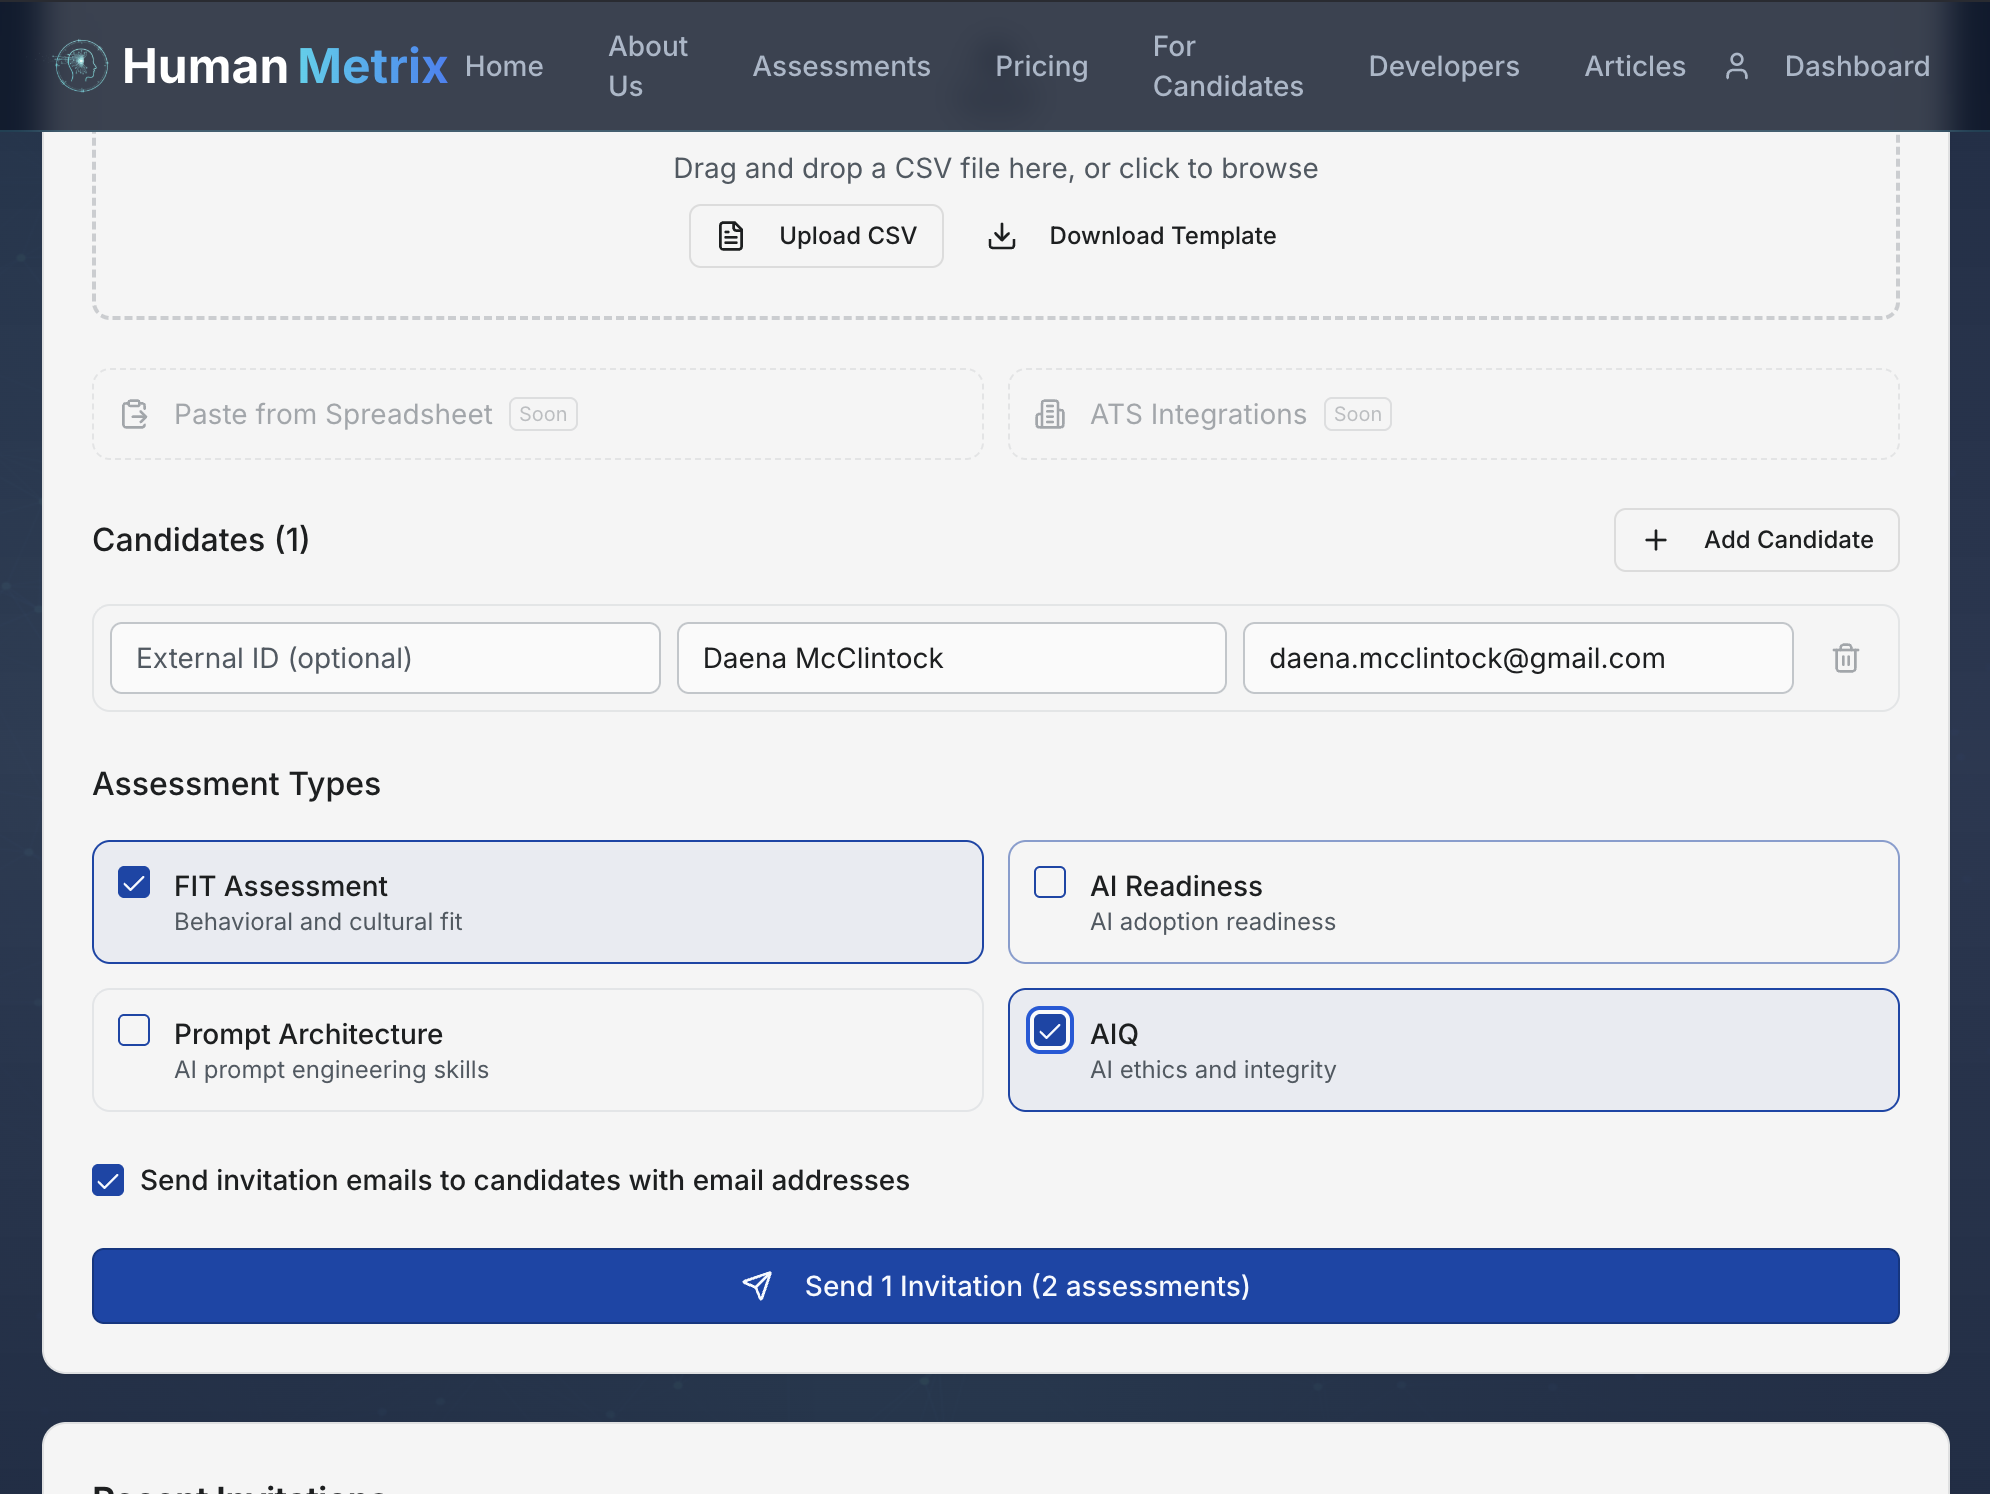 Human Metrix
Home
About Us
Assessments
Pricing
For Candidates
Developers
Articles
Dashboard
Drag and drop a CSV file here, or click to browse
Upload CSV
Download Template
Paste from Spreadsheet Soon
ATS Integrations Soon
Candidates (1)
Add Candidate
External ID (optional)
Daena McClintock
daena.mcclintock@gmail.com
Assessment Types
FIT Assessment
Behavioral and cultural fit
AI Readiness
AI adoption readiness
Prompt Architecture
AI prompt engineering skills
AIQ
AI ethics and integrity
Send invitation emails to candidates with email addresses
Send 1 Invitation (2 assessments)
Recent Invitations